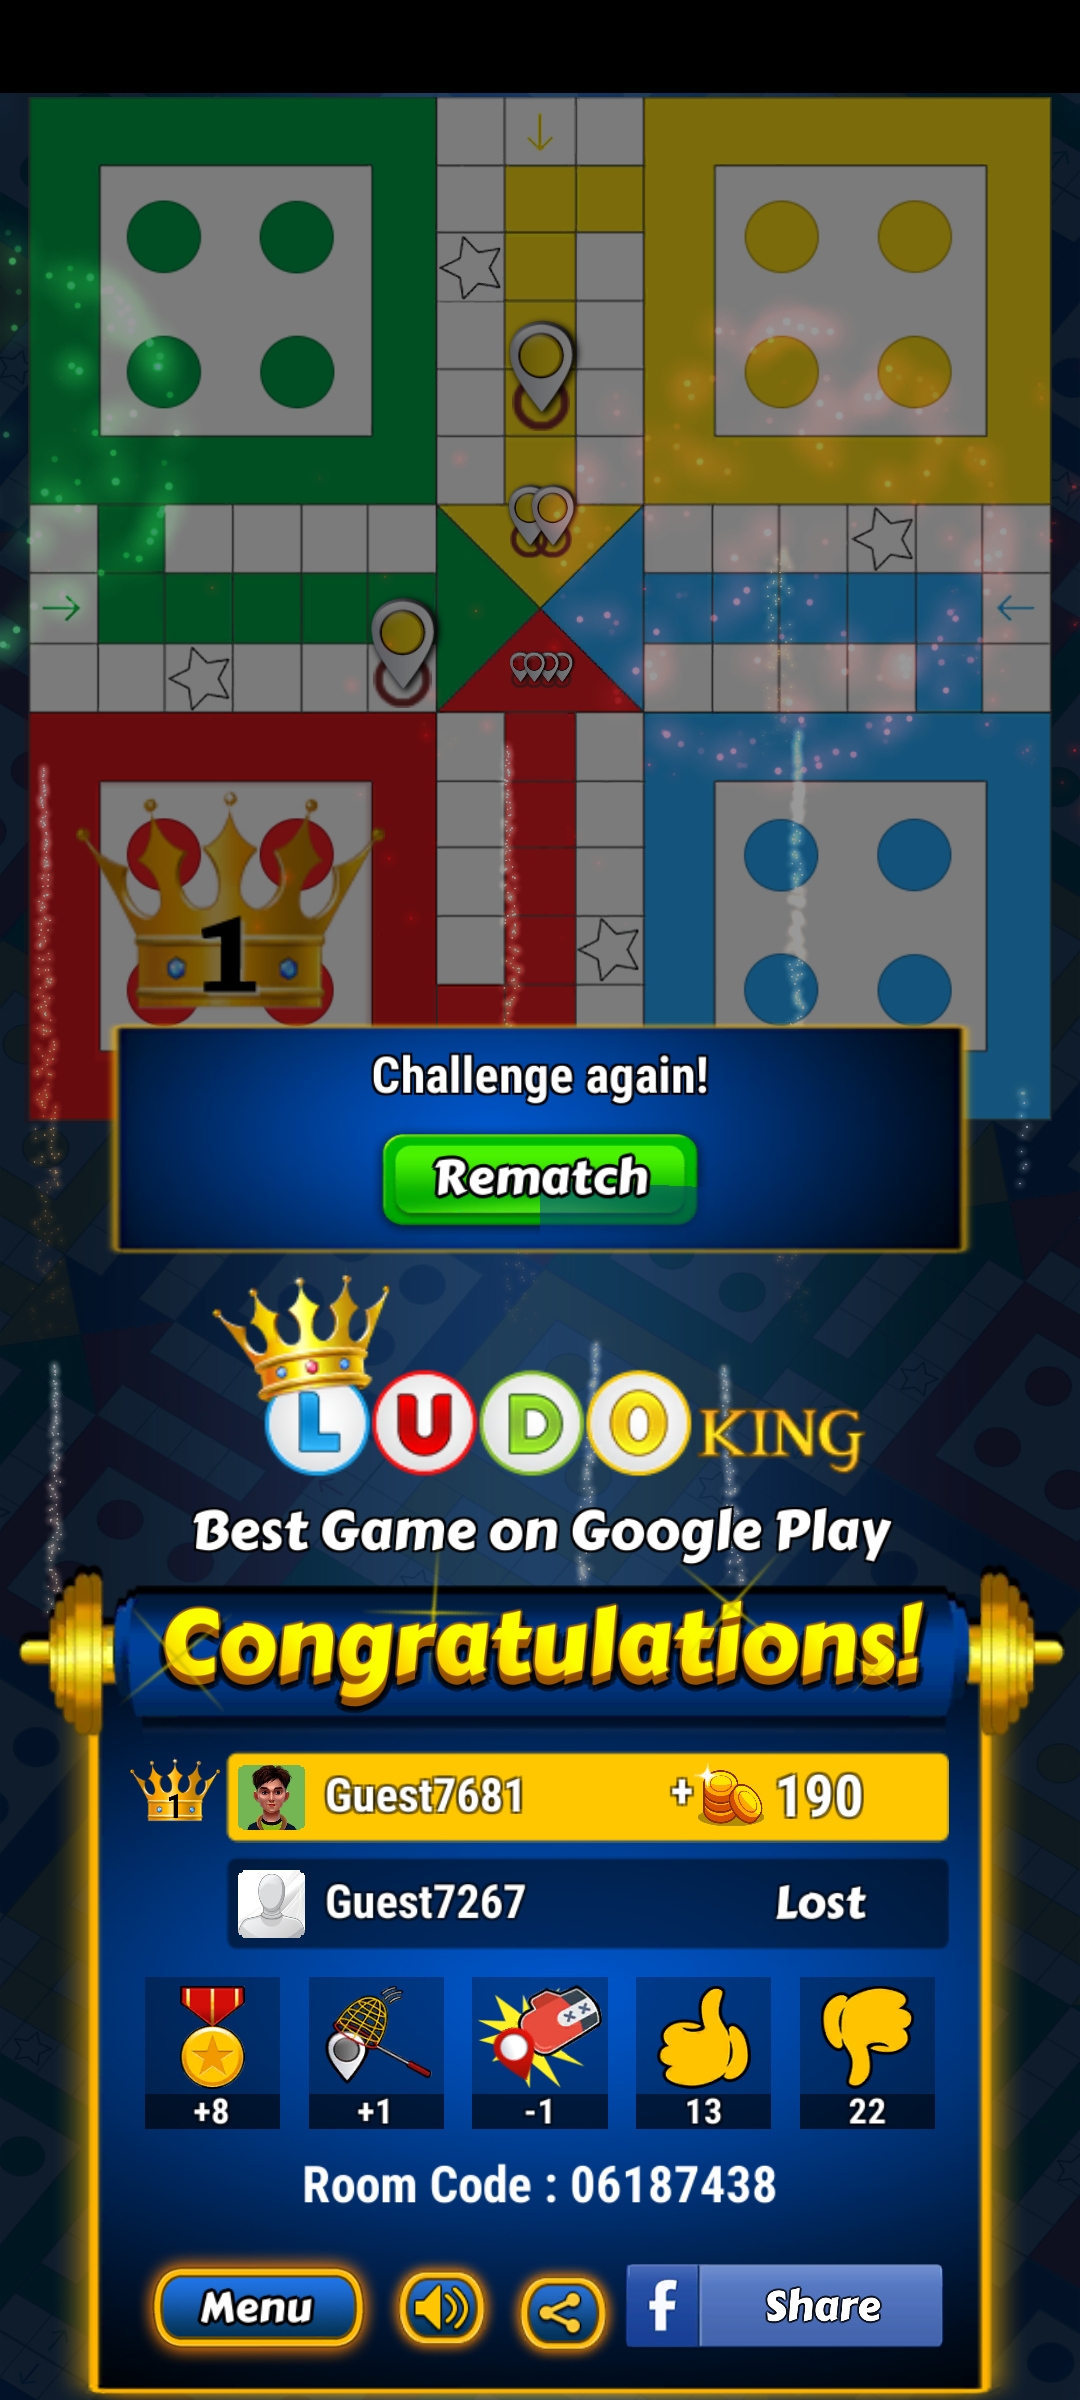 1
Challenge again!
Rematch
LUDO KING
Best Game on Google Play
Congratulations!
1 Guest7681 + 190
Guest7267 Lost
+8 +1 -1 13 22
Room Code : 06187438
Menu f Share